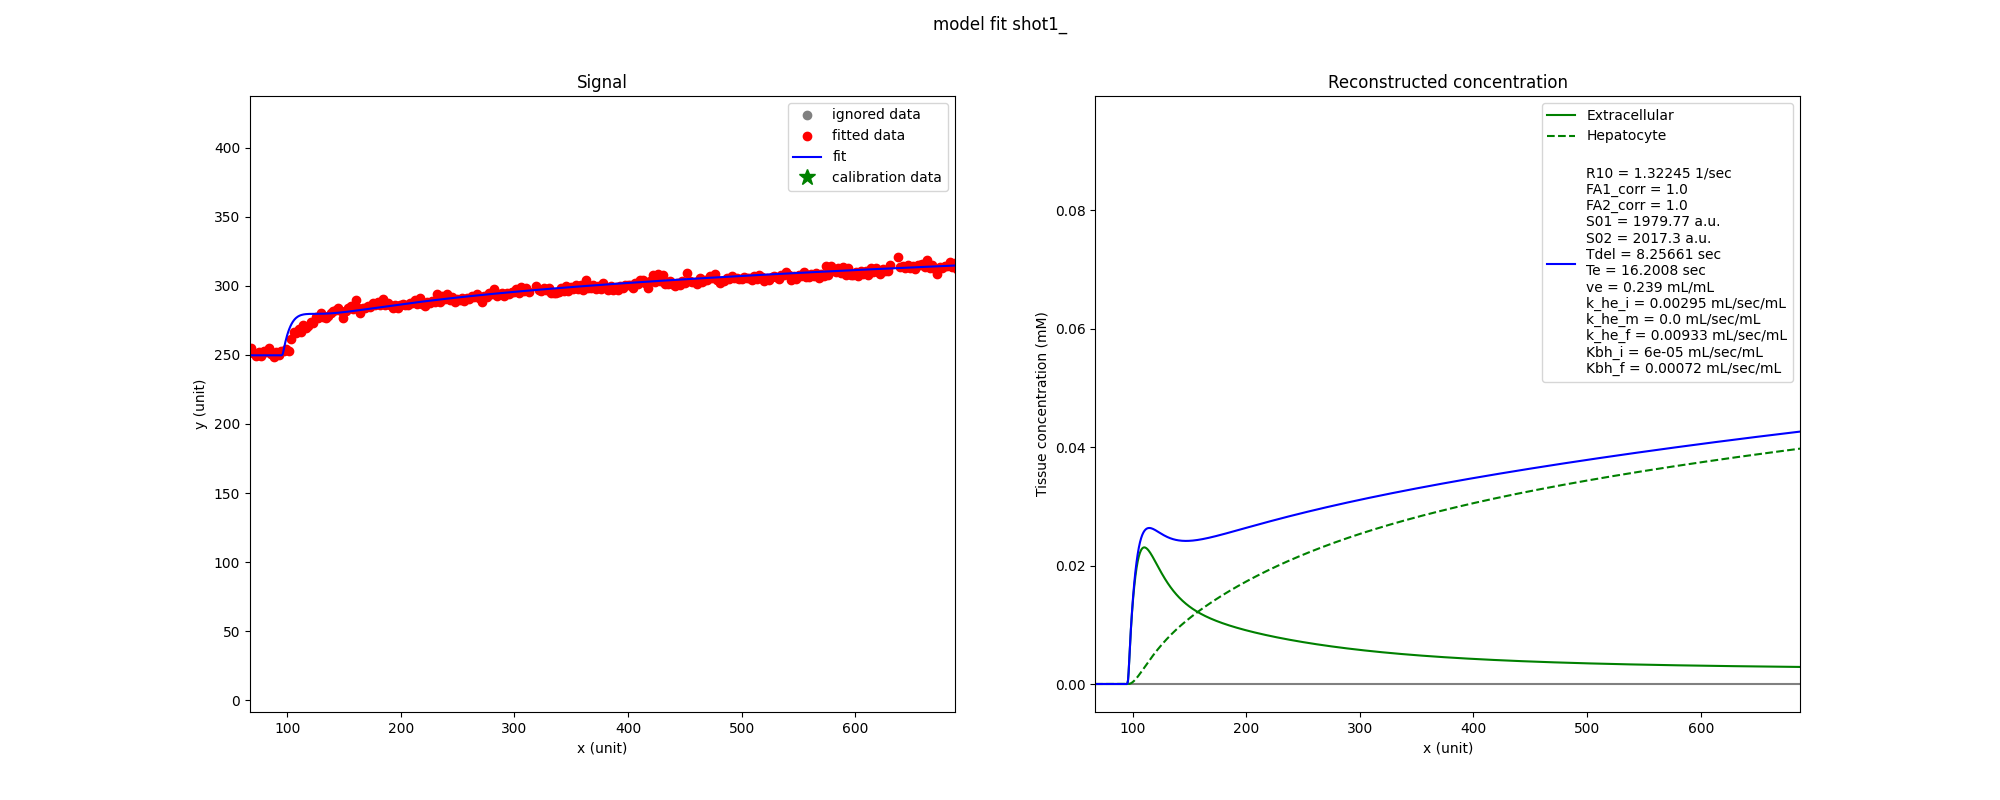 model fit shot1_
Signal
ignored data
fitted data
fit
calibration data
400
350
300
250
200
150
100
50
0
y (unit)
100 200 300 400 500 600
x (unit)
Reconstructed concentration
Extracellular
Hepatocyte
R10 = 1.32245 1/sec
FA1_corr = 1.0
FA2_corr = 1.0
S01 = 1979.77 a.u.
S02 = 2017.3 a.u.
Tdel = 8.25661 sec
Te = 16.2008 sec
ve = 0.239 mL/mL
k_he_i = 0.00295 mL/sec/mL
k_he_m = 0.0 mL/sec/mL
k_he_f = 0.00933 mL/sec/mL
Kbh_i = 6e-05 mL/sec/mL
Kbh_f = 0.00072 mL/sec/mL
0.08
0.06
0.04
0.02
0.00
Tissue concentration (mM)
100 200 300 400 500 600
x (unit)